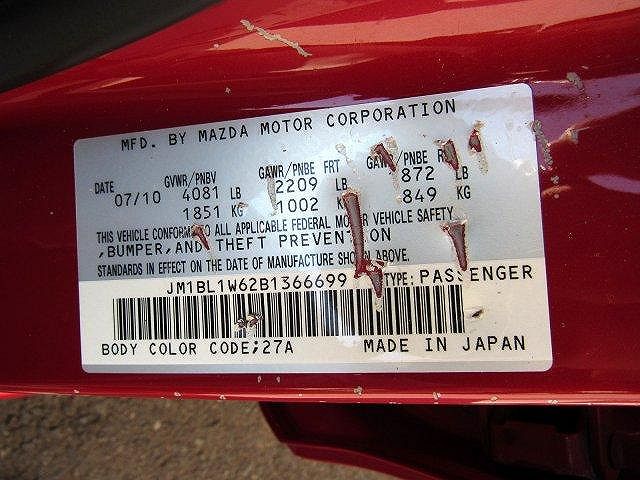 MFD. BY MAZDA MOTOR CORPORATION
DATE GVWR/PNBV GAWR/PNBE FRT GAWR/PNBE
07/10 4081 LB 2209 LB 872 LB
1851 KG 1002 849 KG
THIS VEHICLE CONFORMS TO ALL APPLICABLE FEDERAL MOTOR VEHICLE SAFETY
,BUMPER,AND THEFT PREVENTION
STANDARDS IN EFFECT ON THE DATE OF MANUFACTURE SHOWN ABOVE.
JM1BL1W62B1366699 TYPE: PASSENGER
BODY COLOR CODE;27A MADE IN JAPAN